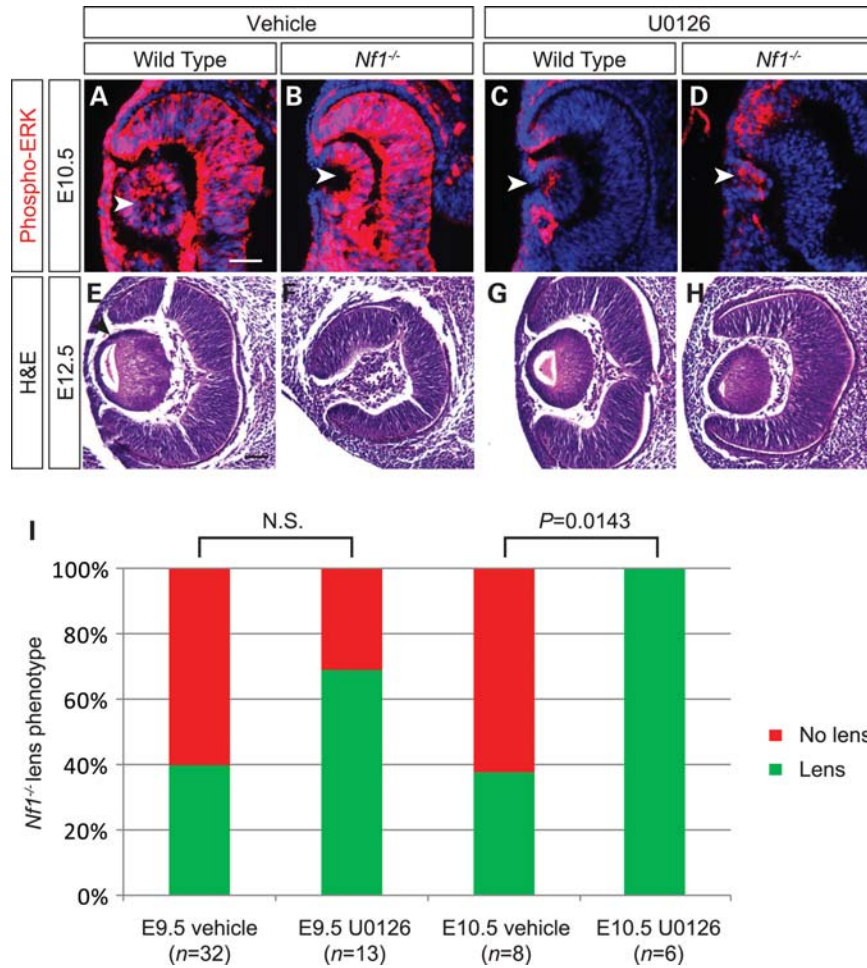 Vehicle
U0126
Wild Type
Nf1-/-
Wild Type
Nf1-/-
Phospho-ERK
E10.5
A
B
C
D
H&E
E12.5
E
F
G
H
I
N.S.
P=0.0143
Nf1-/- lens phenotype
100%
80%
60%
40%
20%
0%
No lens
Lens
E9.5 vehicle
(n=32)
E9.5 U0126
(n=13)
E10.5 vehicle
(n=8)
E10.5 U0126
(n=6)